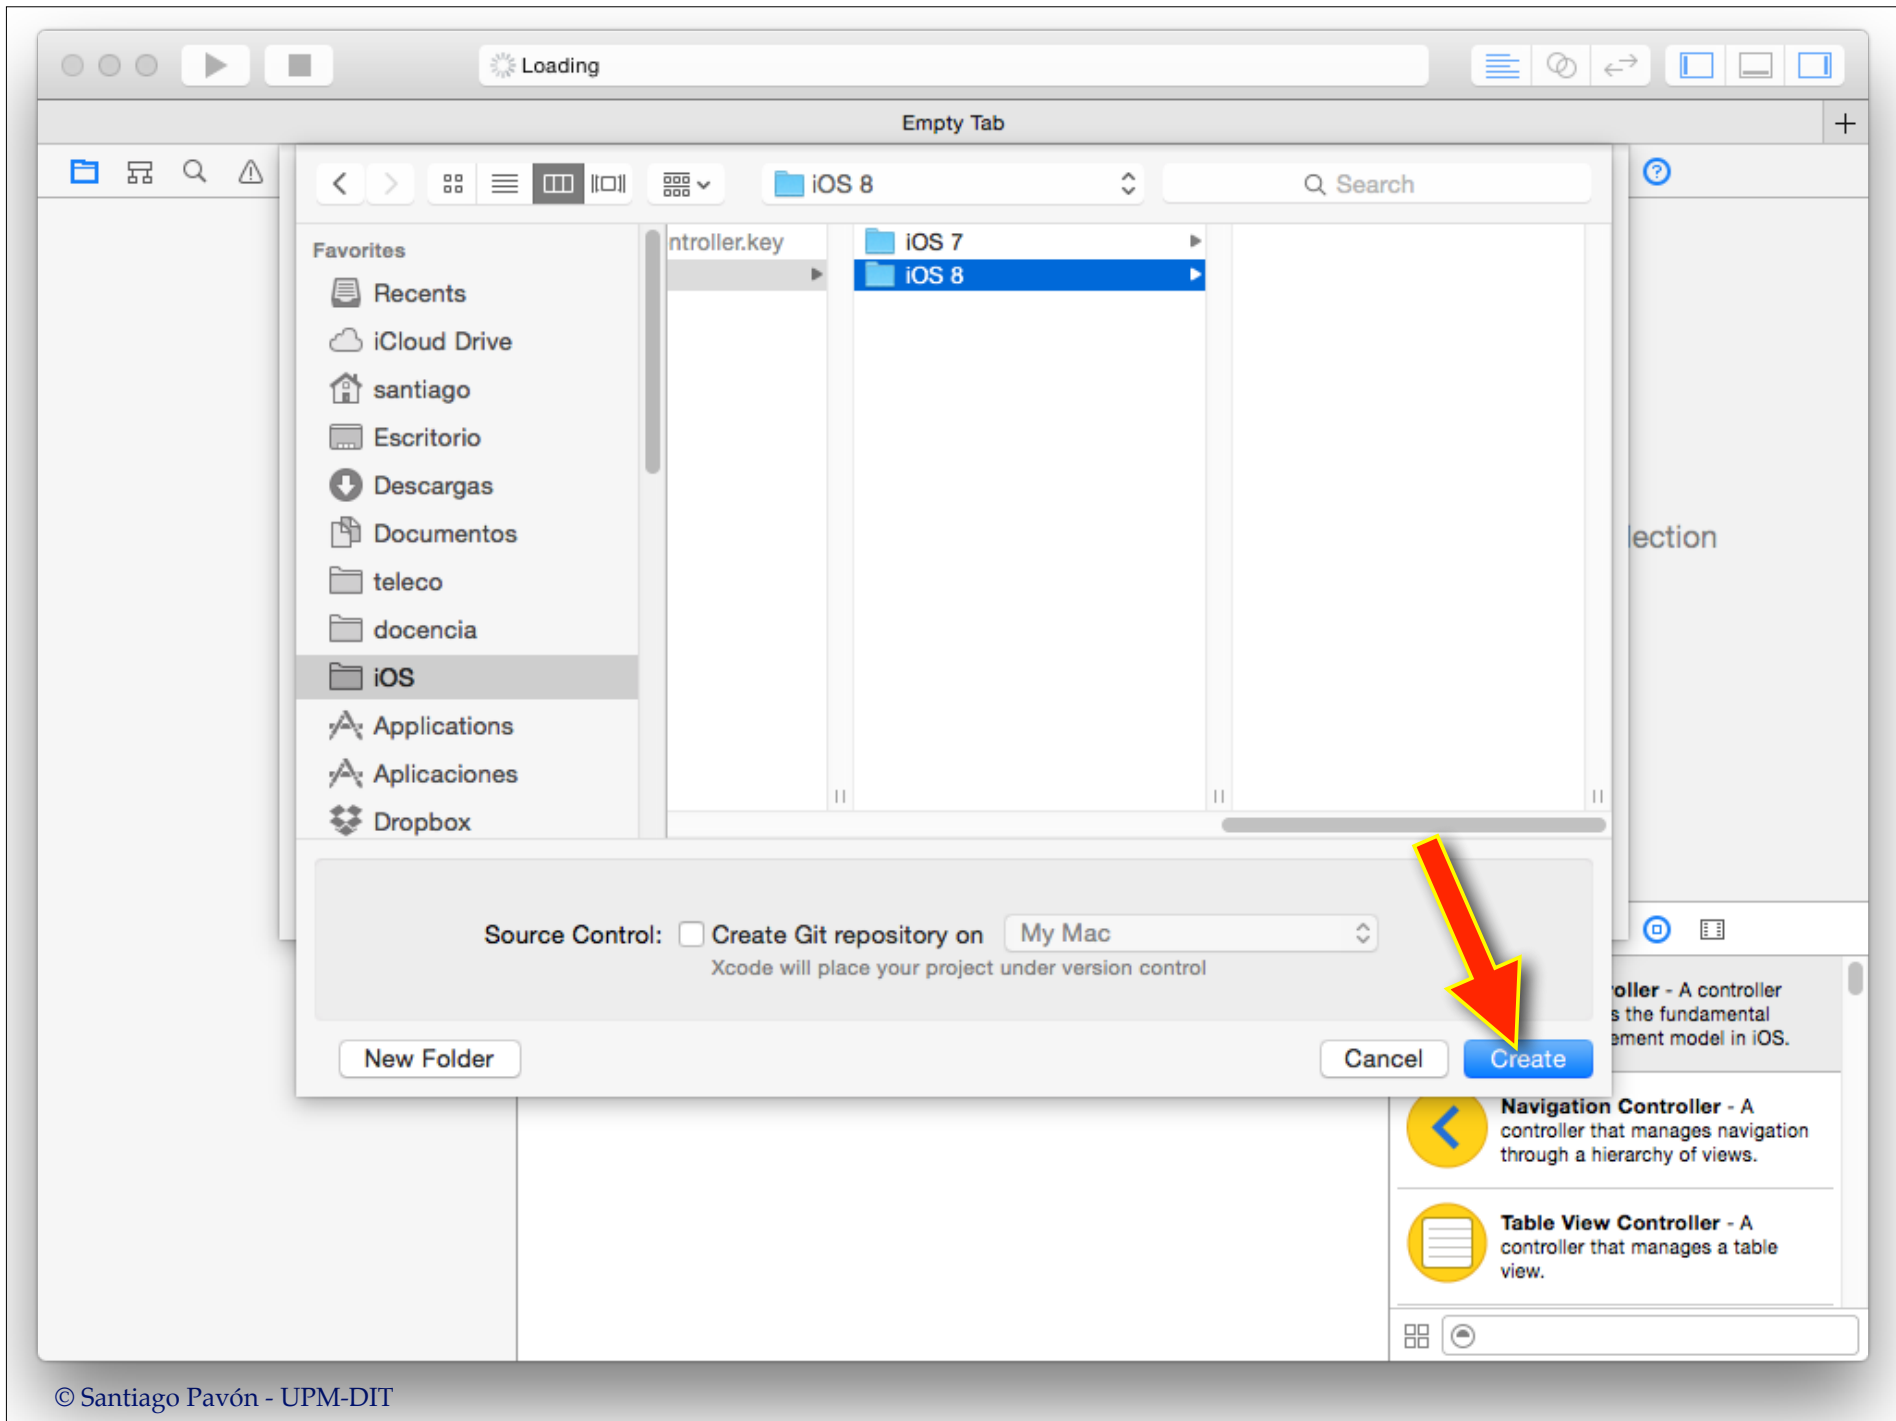 Loading
Empty Tab
iOS 8
Search
Favorites
Recents
iCloud Drive
santiago
Escritorio
Descargas
Documentos
teleco
docencia
iOS
Applications
Aplicaciones
Dropbox
ntroller.key
iOS 7
iOS 8
lection
Source Control: Create Git repository on My Mac
Xcode will place your project under version control
New Folder
Cancel
Create
oller - A controller
s the fundamental
ement model in iOS.
Navigation Controller - A
controller that manages navigation
through a hierarchy of views.
Table View Controller - A
controller that manages a table
view.
© Santiago Pavón - UPM-DIT